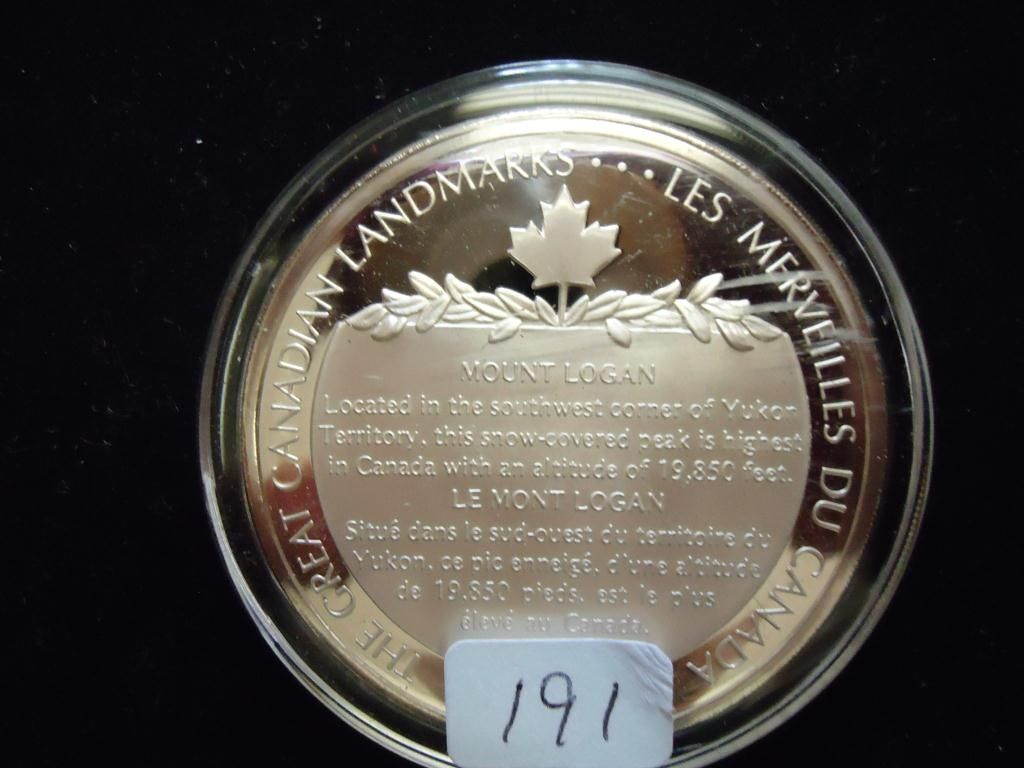 THE GREAT CANADIAN LANDMARKS ••• LES MERVEILLES DU CANADA
MOUNT LOGAN
Located in the southwest corner of Yukon
Territory, this snow-covered peak is highest
in Canada with an altitude of 19,850 feet.
LE MONT LOGAN
Situé dans le sud-ouest du territoire du
Yukon, ce pic enneigé, d'une altitude
de 19,850 pieds, est le plus
élevé au Canada.
191